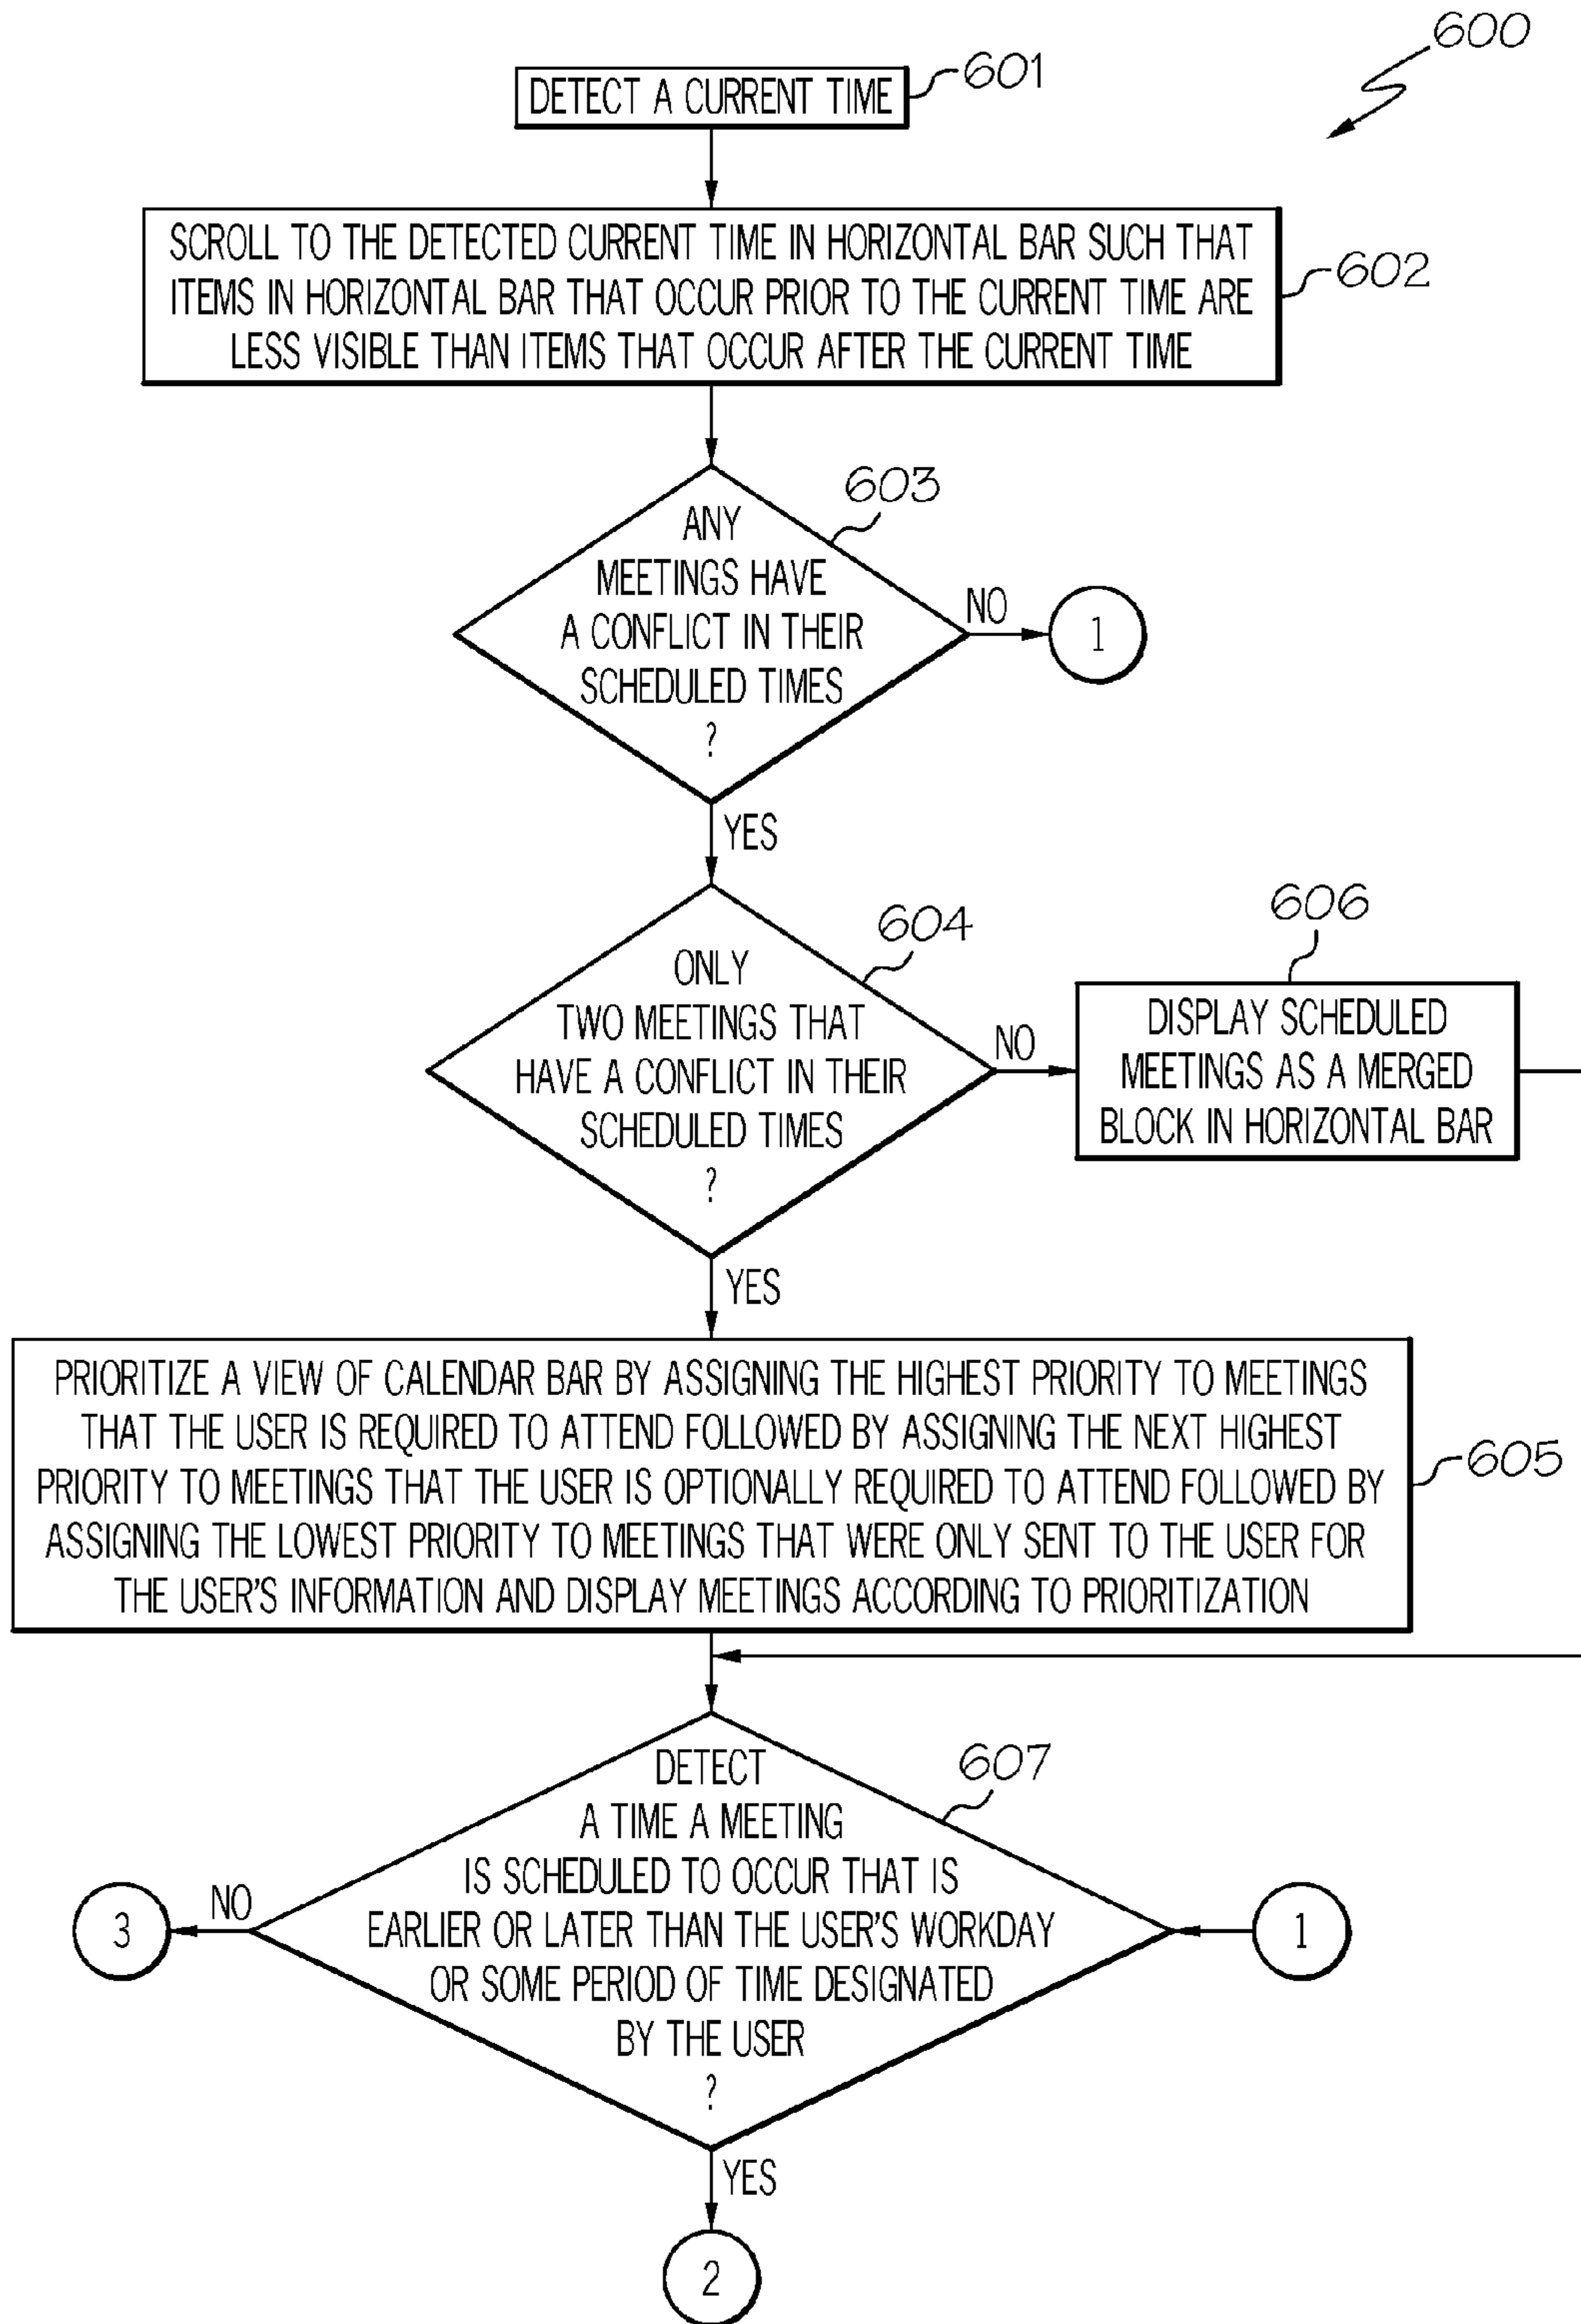 600
DETECT A CURRENT TIME
601
SCROLL TO THE DETECTED CURRENT TIME IN HORIZONTAL BAR SUCH THAT
ITEMS IN HORIZONTAL BAR THAT OCCUR PRIOR TO THE CURRENT TIME ARE
LESS VISIBLE THAN ITEMS THAT OCCUR AFTER THE CURRENT TIME
602
603
ANY
MEETINGS HAVE
A CONFLICT IN THEIR
SCHEDULED TIMES
?
NO
1
YES
604
ONLY
TWO MEETINGS THAT
HAVE A CONFLICT IN THEIR
SCHEDULED TIMES
?
NO
606
DISPLAY SCHEDULED
MEETINGS AS A MERGED
BLOCK IN HORIZONTAL BAR
YES
PRIORITIZE A VIEW OF CALENDAR BAR BY ASSIGNING THE HIGHEST PRIORITY TO MEETINGS
THAT THE USER IS REQUIRED TO ATTEND FOLLOWED BY ASSIGNING THE NEXT HIGHEST
PRIORITY TO MEETINGS THAT THE USER IS OPTIONALLY REQUIRED TO ATTEND FOLLOWED BY
ASSIGNING THE LOWEST PRIORITY TO MEETINGS THAT WERE ONLY SENT TO THE USER FOR
THE USER'S INFORMATION AND DISPLAY MEETINGS ACCORDING TO PRIORITIZATION
605
607
DETECT
A TIME A MEETING
IS SCHEDULED TO OCCUR THAT IS
EARLIER OR LATER THAN THE USER'S WORKDAY
OR SOME PERIOD OF TIME DESIGNATED
BY THE USER
?
NO
3
1
YES
2